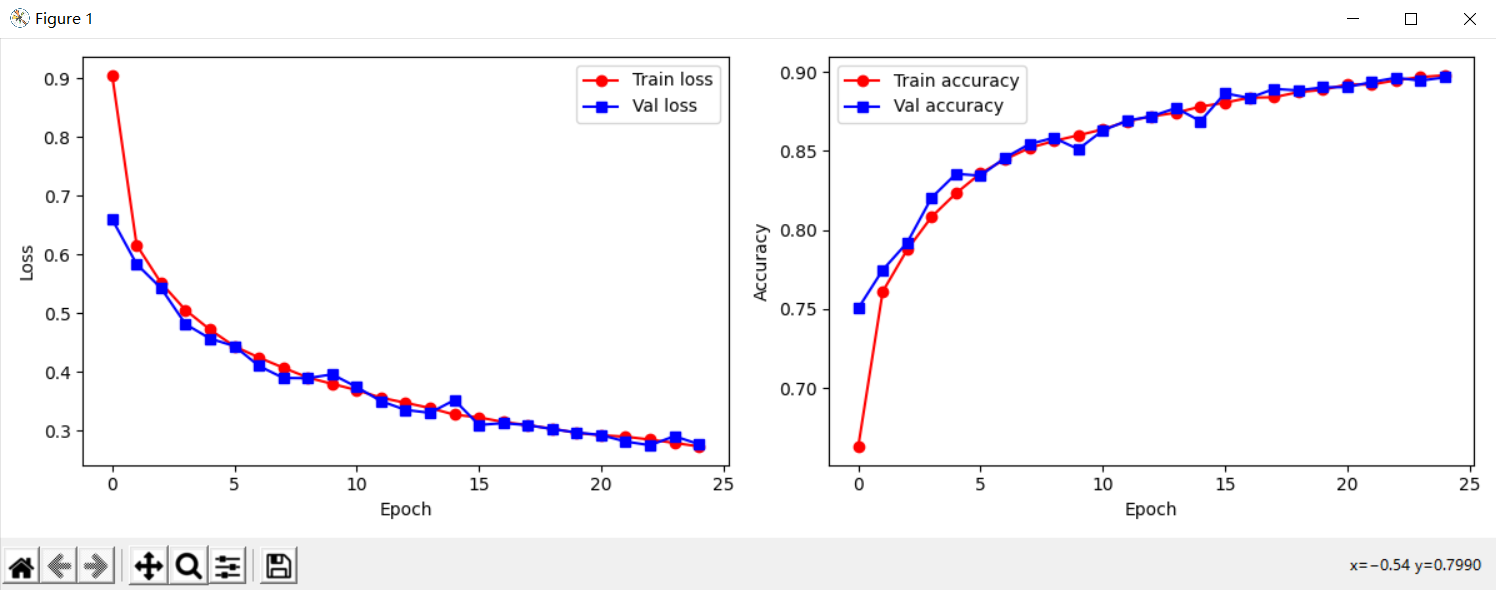 Figure 1
Train loss
Val loss
0.9
0.8
0.7
0.6
0.5
0.4
0.3
Loss
0 5 10 15 20 25
Epoch
Train accuracy
Val accuracy
0.90
0.85
0.80
0.75
0.70
Accuracy
0 5 10 15 20 25
Epoch
x=−0.54 y=0.7990